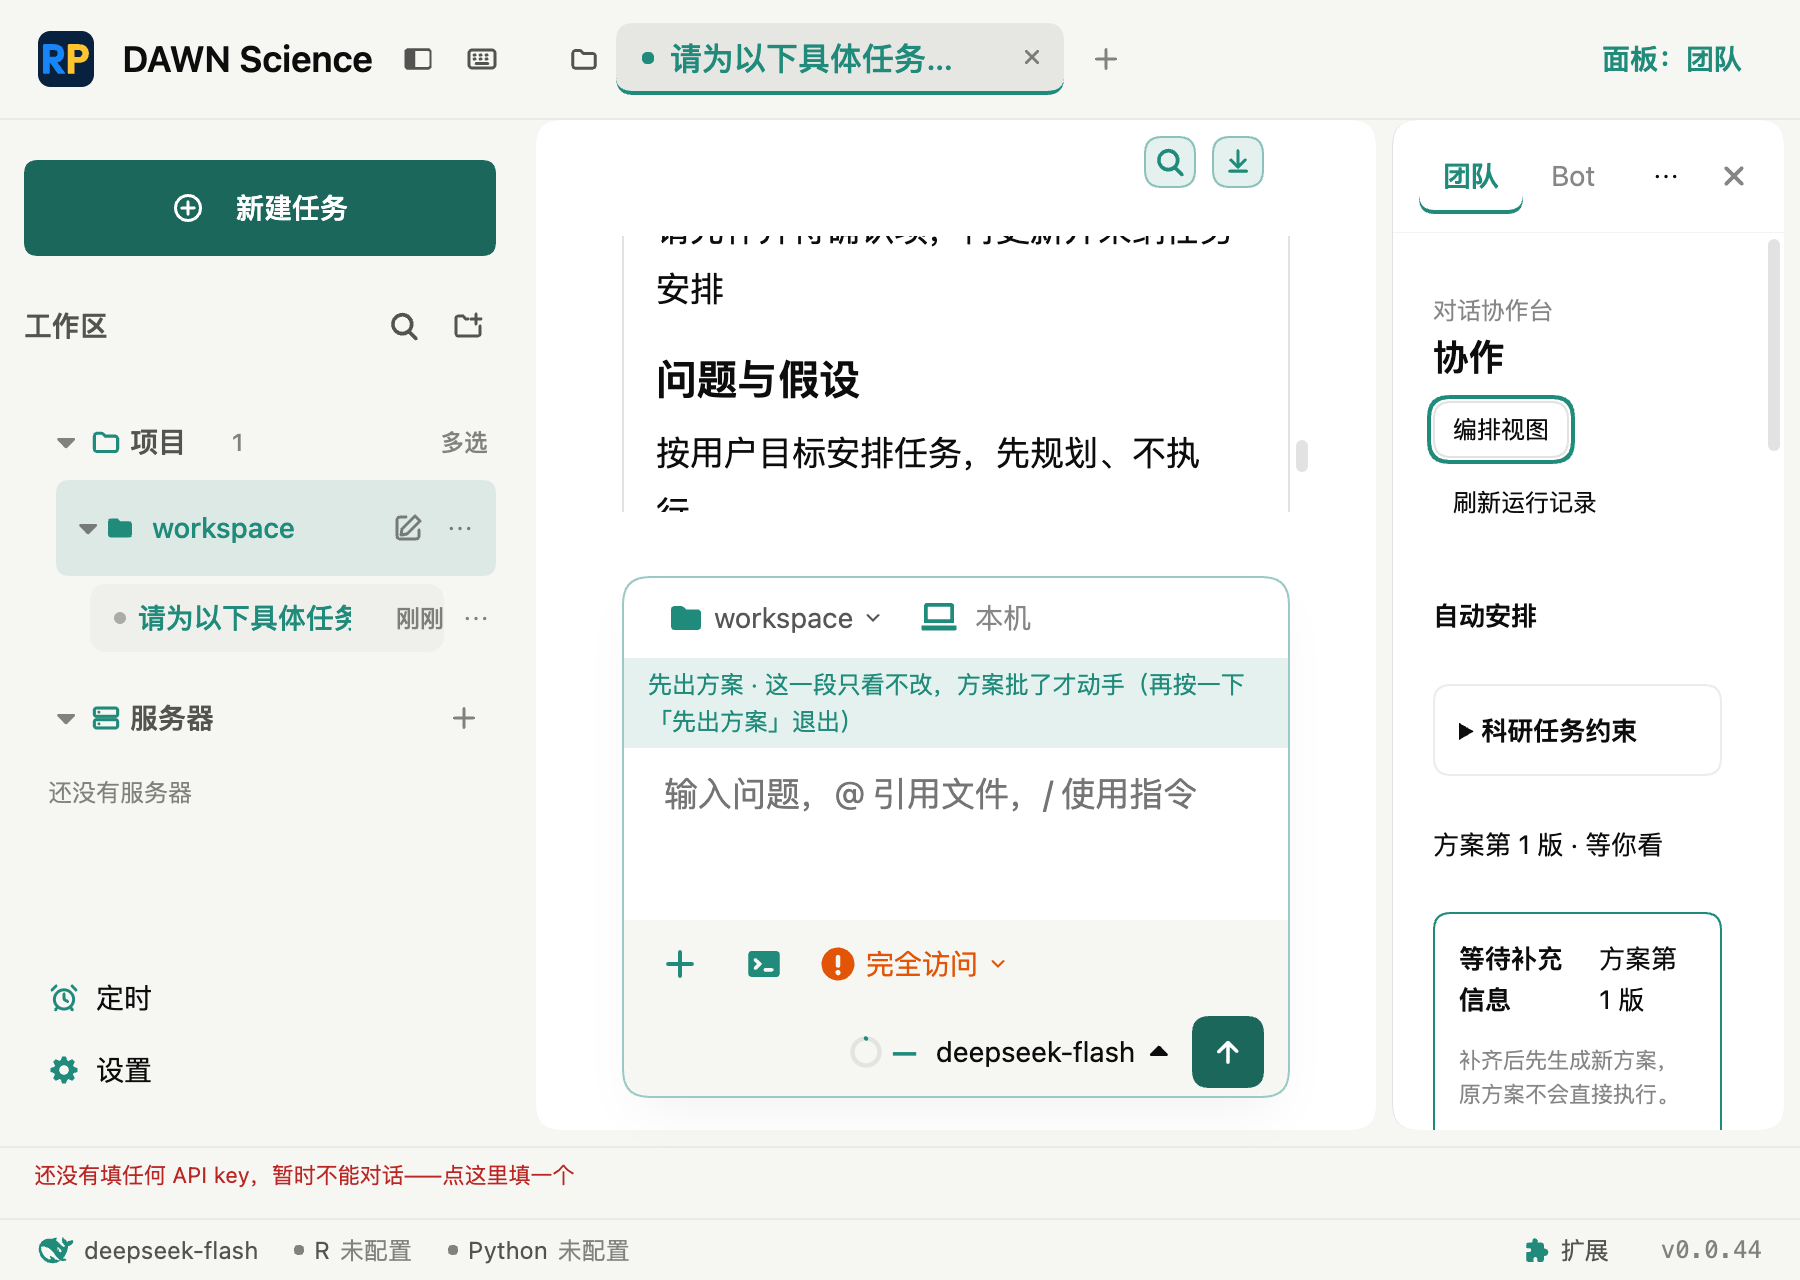 RP
DAWN Science
请为以下具体任务...
面板：团队
新建任务
工作区
项目 1 多选
workspace
请为以下具体任务 刚刚
服务器
还没有服务器
定时
设置
安排
问题与假设
按用户目标安排任务，先规划、不执
行
workspace 本机
先出方案 · 这一段只看不改，方案批了才动手（再按一下
「先出方案」退出）
输入问题，@ 引用文件，/ 使用指令
完全访问
deepseek-flash
团队 Bot
对话协作台
协作
编排视图
刷新运行记录
自动安排
科研任务约束
方案第 1 版 · 等你看
等待补充信息
方案第 1 版
补齐后先生成新方案，
原方案不会直接执行。
还没有填任何 API key，暂时不能对话——点这里填一个
deepseek-flash R 未配置 Python 未配置 扩展 v0.0.44